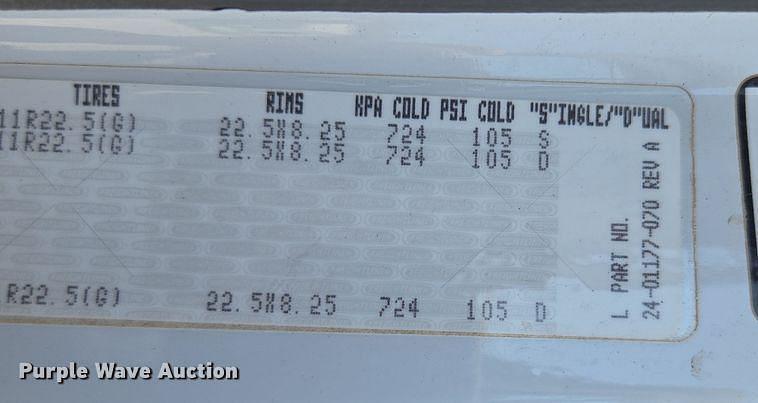 TIRES RIMS KPA COLD PSI COLD "S"INGLE/"D"UAL
11R22.5(G) 22.5X8.25 724 105 S
11R22.5(G) 22.5X8.25 724 105 D
R22.5(G) 22.5X8.25 724 105 D
L PART NO.
24-01177-070 REV A
Purple Wave Auction